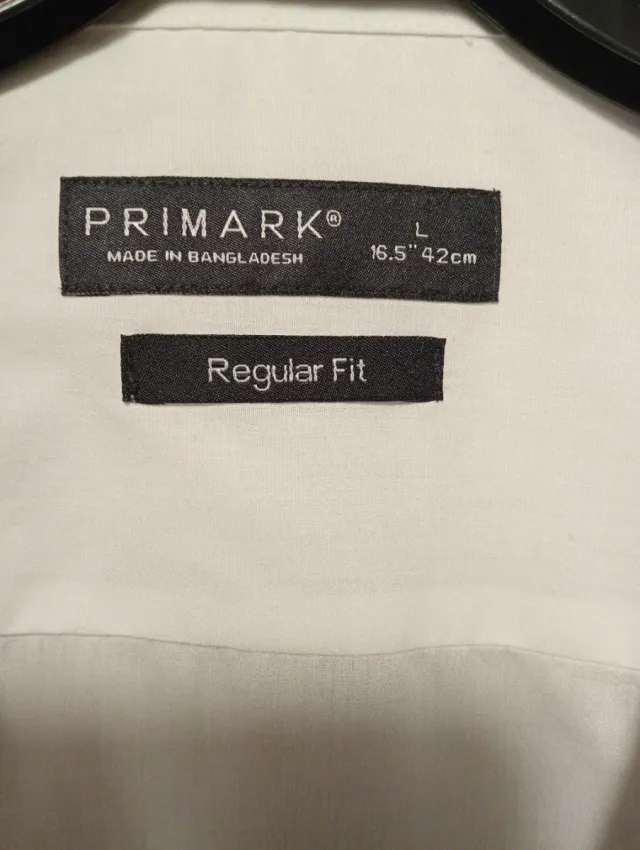 PRIMARK®
MADE IN BANGLADESH
L
16.5" 42cm
Regular Fit